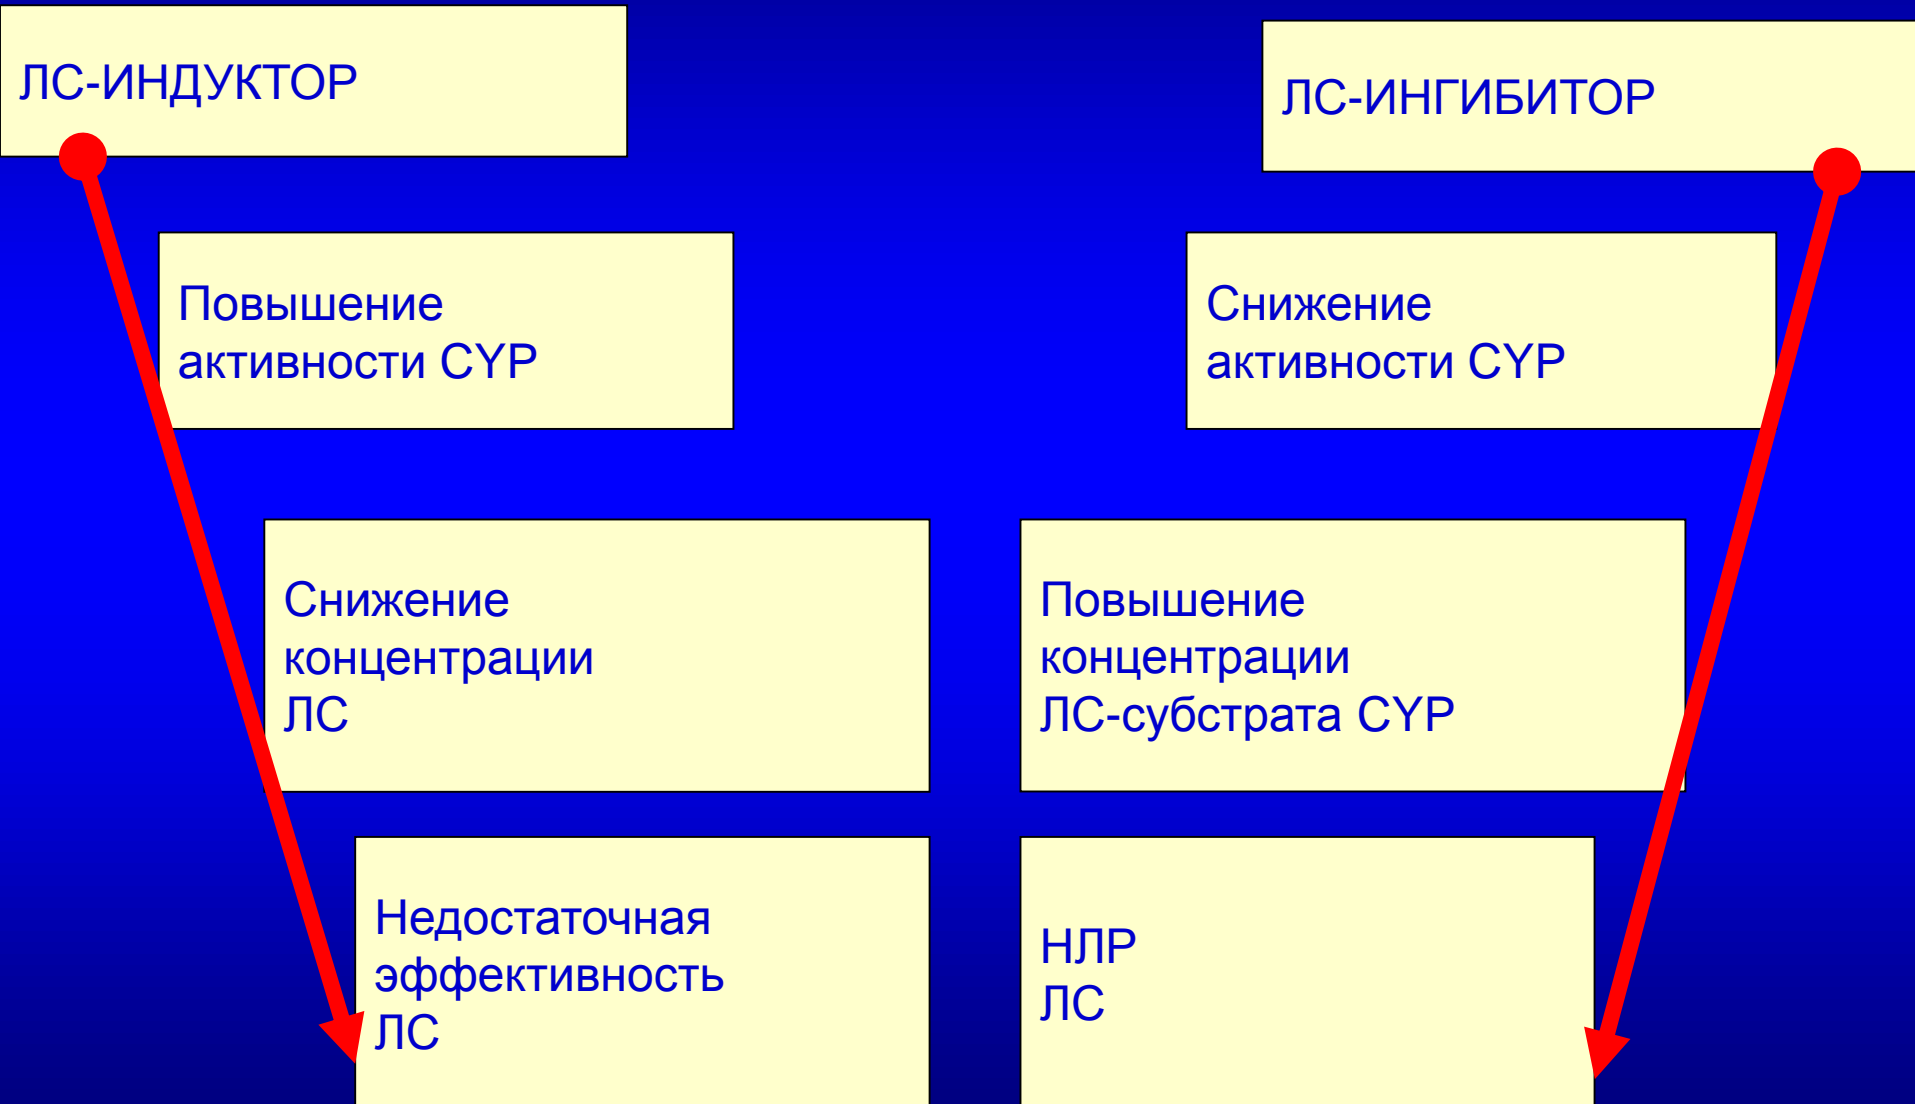 ЛС-ИНДУКТОР
ЛС-ИНГИБИТОР
Повышение
активности CYP
Снижение
активности CYP
Снижение
концентрации
ЛС
Повышение
концентрации
ЛС-субстрата CYP
Недостаточная
эффективность
ЛС
НЛР
ЛС